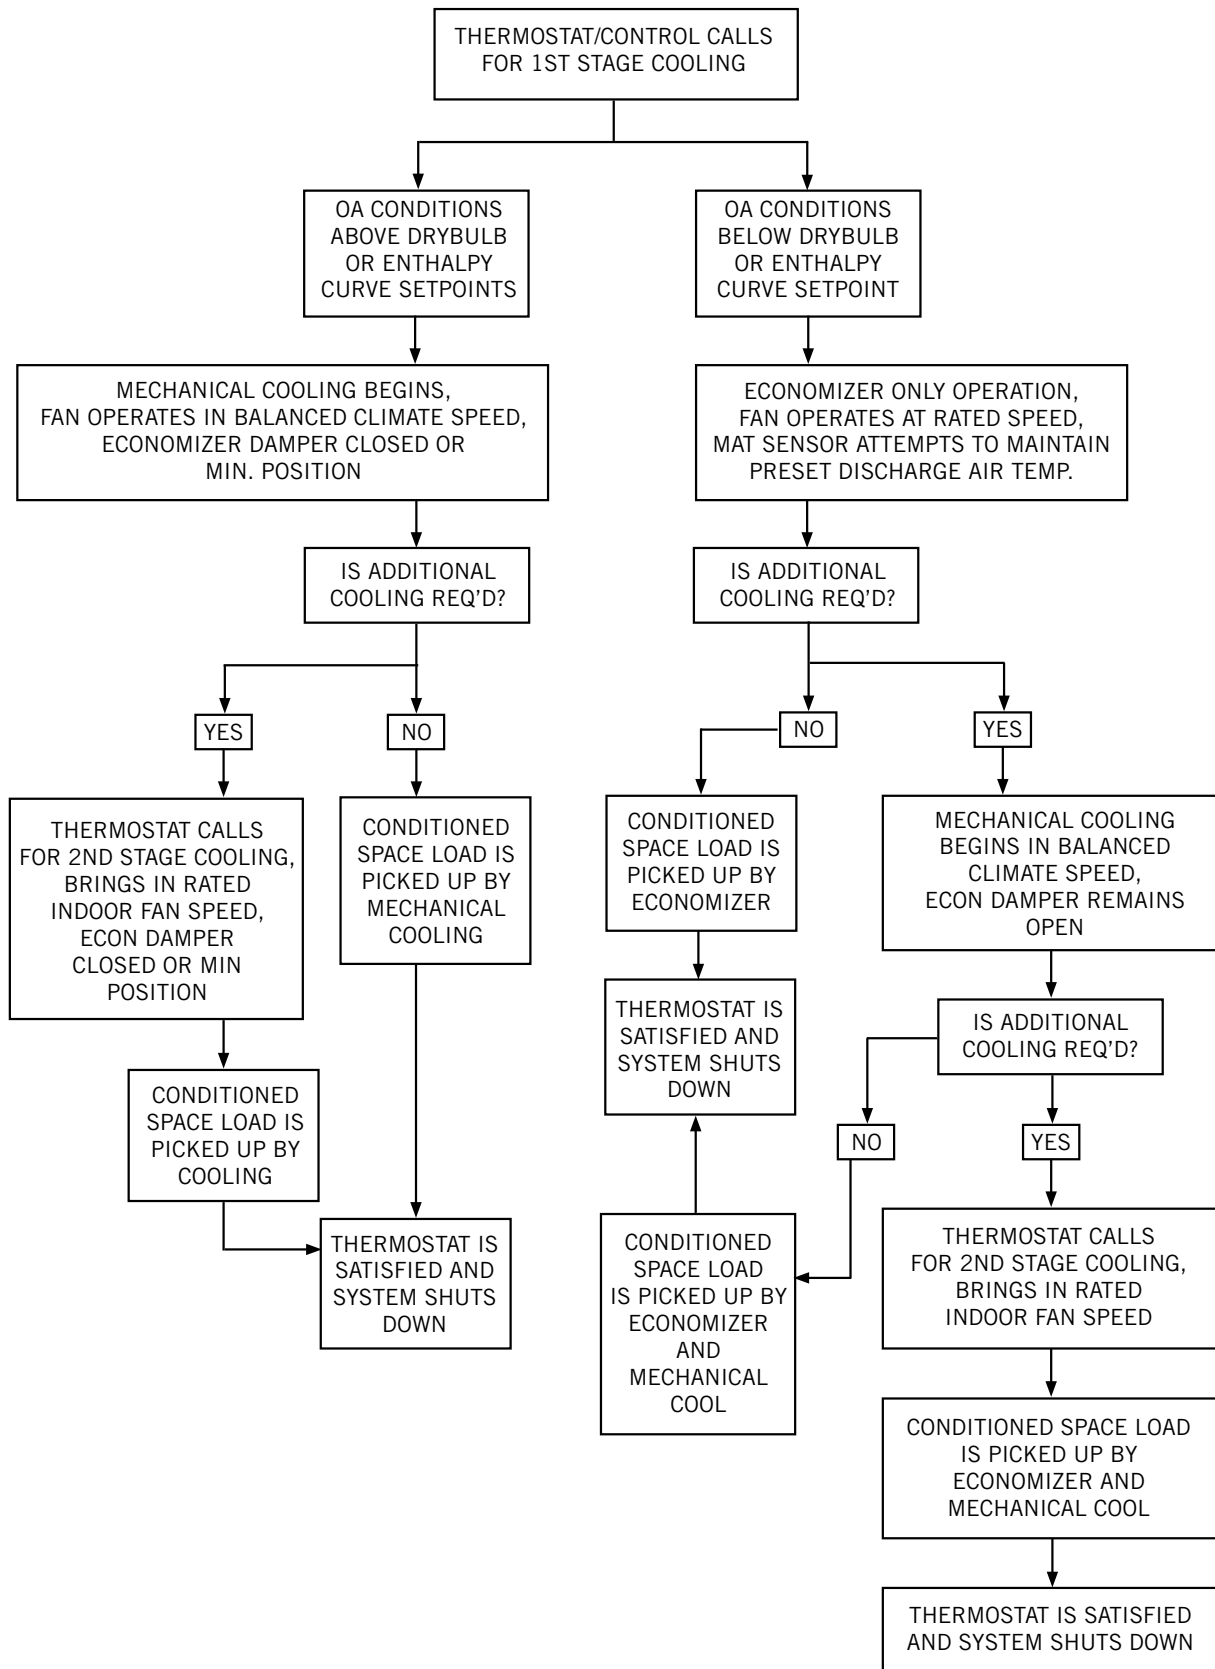 THERMOSTAT/CONTROL CALLS
FOR 1ST STAGE COOLING
OA CONDITIONS
ABOVE DRYBULB
OR ENTHALPY
CURVE SETPOINTS
OA CONDITIONS
BELOW DRYBULB
OR ENTHALPY
CURVE SETPOINT
MECHANICAL COOLING BEGINS,
FAN OPERATES IN BALANCED CLIMATE SPEED,
ECONOMIZER DAMPER CLOSED OR
MIN. POSITION
ECONOMIZER ONLY OPERATION,
FAN OPERATES AT RATED SPEED,
MAT SENSOR ATTEMPTS TO MAINTAIN
PRESET DISCHARGE AIR TEMP.
IS ADDITIONAL
COOLING REQ'D?
IS ADDITIONAL
COOLING REQ'D?
YES
NO
NO
YES
THERMOSTAT CALLS
FOR 2ND STAGE COOLING,
BRINGS IN RATED
INDOOR FAN SPEED,
ECON DAMPER
CLOSED OR MIN
POSITION
CONDITIONED
SPACE LOAD IS
PICKED UP BY
MECHANICAL
COOLING
CONDITIONED
SPACE LOAD IS
PICKED UP BY
ECONOMIZER
MECHANICAL COOLING
BEGINS IN BALANCED
CLIMATE SPEED,
ECON DAMPER REMAINS
OPEN
THERMOSTAT IS
SATISFIED AND
SYSTEM SHUTS
DOWN
IS ADDITIONAL
COOLING REQ'D?
CONDITIONED
SPACE LOAD IS
PICKED UP BY
COOLING
NO
YES
THERMOSTAT IS
SATISFIED AND
SYSTEM SHUTS
DOWN
CONDITIONED
SPACE LOAD
IS PICKED UP BY
ECONOMIZER
AND
MECHANICAL
COOL
THERMOSTAT CALLS
FOR 2ND STAGE COOLING,
BRINGS IN RATED
INDOOR FAN SPEED
CONDITIONED SPACE LOAD
IS PICKED UP BY
ECONOMIZER AND
MECHANICAL COOL
THERMOSTAT IS SATISFIED
AND SYSTEM SHUTS DOWN